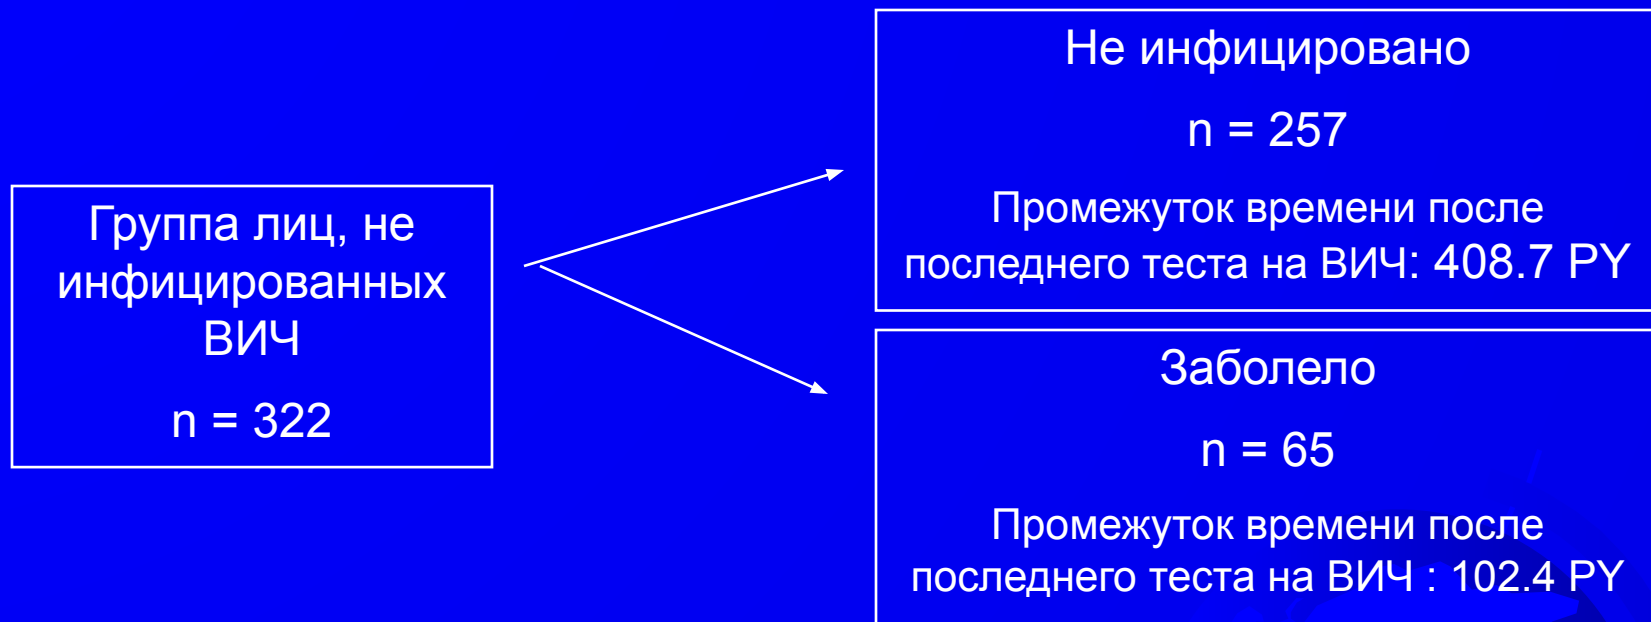 Группа лиц, не
инфицированных
ВИЧ
n = 322
Не инфицировано
n = 257
Промежуток времени после
последнего теста на ВИЧ: 408.7 PY
Заболело
n = 65
Промежуток времени после
последнего теста на ВИЧ : 102.4 PY